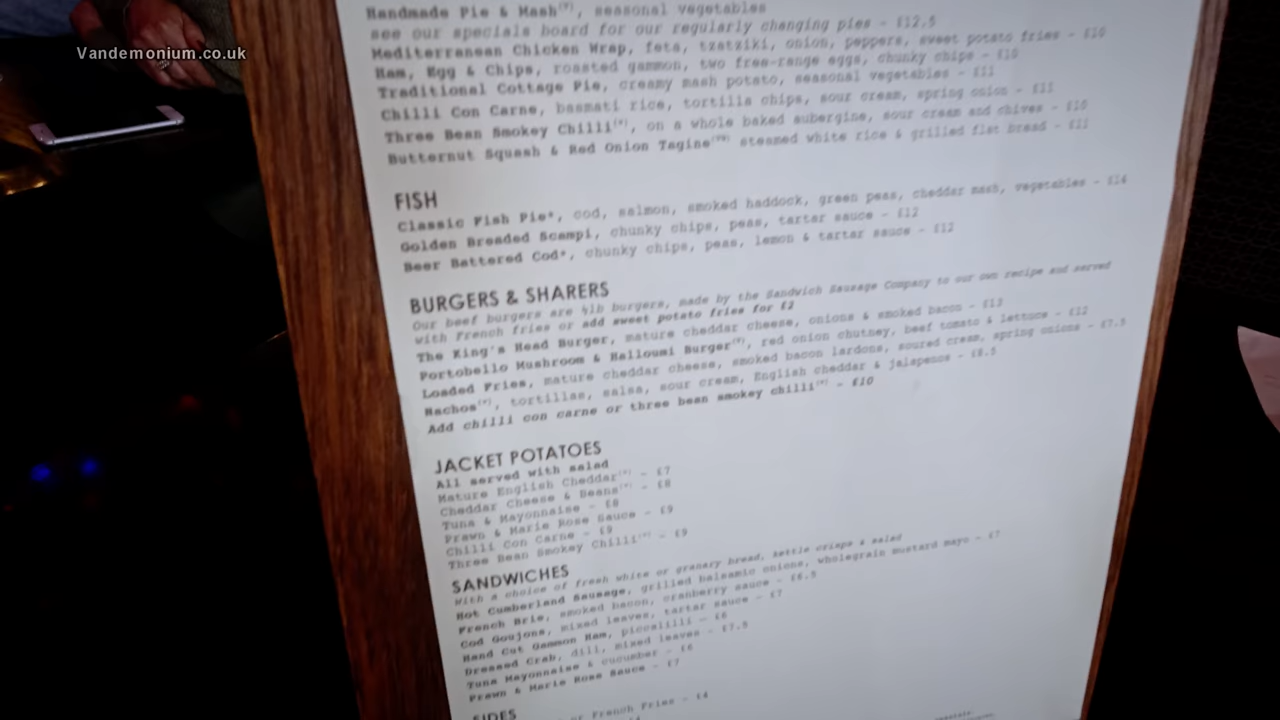 Vandemonium.co.uk
Handmade Pie & Mash(V), seasonal vegetables
see our specials board for our regularly changing pies - £12.5
Mediterranean Chicken Wrap, feta, tzatziki, onion, peppers, sweet potato fries - £10
Ham, Egg & Chips, roasted gammon, two free-range eggs, chunky chips - £10
Traditional Cottage Pie, creamy mash potato, seasonal vegetables - £11
Chilli Con Carne, basmati rice, tortilla chips, sour cream, spring onion - £11
Three Bean Smokey Chilli(V), on a whole baked aubergine, sour cream and chives - £10
Butternut Squash & Red Onion Tagine(VE) steamed white rice & grilled flat bread - £11
FISH
Classic Fish Pie*, cod, salmon, smoked haddock, green peas, cheddar mash, vegetables - £14
Golden Breaded Scampi, chunky chips, peas, tartar sauce - £12
Beer Battered Cod*, chunky chips, peas, lemon & tartar sauce - £12
BURGERS & SHARERS
Our beef burgers are ½lb burgers, made by the Sandwich Sausage Company to our own recipe and served
with French fries or add sweet potato fries for £2
The King's Head Burger, mature cheddar cheese, onions & smoked bacon - £13
Portobello Mushroom & Halloumi Burger(V), red onion chutney, beef tomato & lettuce - £12
Loaded Fries, mature cheddar cheese, smoked bacon lardons, soured cream, spring onions - £7.5
Nachos(V), tortillas, salsa, sour cream, English cheddar & jalapenos - £8.5
Add chilli con carne or three bean smokey chilli(V) - £10
JACKET POTATOES
All served with salad
Mature English Cheddar(V) - £7
Cheddar Cheese & Beans(V) - £8
Tuna & Mayonnaise - £8
Prawn & Marie Rose Sauce - £9
Chilli Con Carne - £9
Three Bean Smokey Chilli(V) - £9
SANDWICHES
With a choice of fresh white or granary bread, kettle crisps & salad
Hot Cumberland Sausage, grilled balsamic onions, wholegrain mustard mayo - £7
French Brie, smoked bacon, cranberry sauce - £6.5
Cod Goujons, mixed leaves, tartar sauce - £7
Hand Cut Gammon Ham, piccalilli - £6
Dressed Crab, dill, mixed leaves - £7.5
Tuna Mayonnaise & cucumber - £6
Prawn & Marie Rose Sauce - £7
SIDES
or French Fries - £4